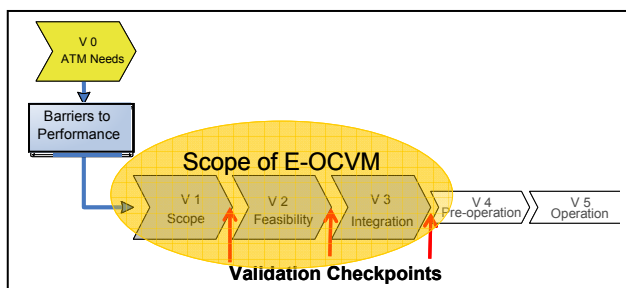 V 0
ATM Needs
Barriers to
Performance
Scope of E-OCVM
V 1
Scope
V 2
Feasibility
V 3
Integration
V 4
Pre-operation
V 5
Operation
Validation Checkpoints